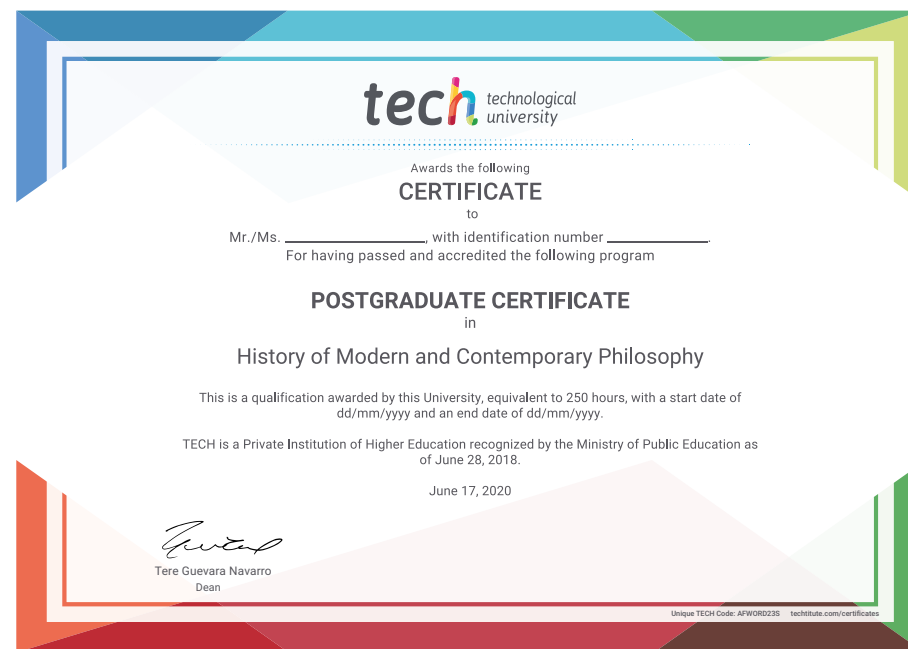 tech technological
university
Awards the following
CERTIFICATE
to
Mr./Ms. ____________, with identification number _________.
For having passed and accredited the following program
POSTGRADUATE CERTIFICATE
in
History of Modern and Contemporary Philosophy
This is a qualification awarded by this University, equivalent to 250 hours, with a start date of
dd/mm/yyyy and an end date of dd/mm/yyyy.
TECH is a Private Institution of Higher Education recognized by the Ministry of Public Education as
of June 28, 2018.
June 17, 2020
Tere Guevara Navarro
Dean
Unique TECH Code: AFWORD23S techtitute.com/certificates